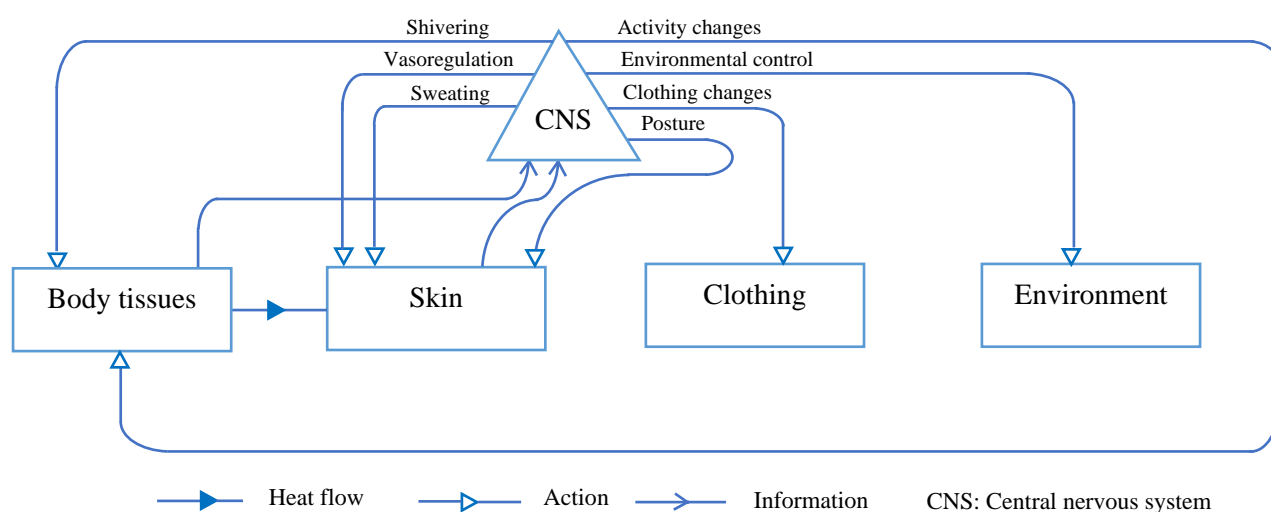 Shivering
Activity changes
Vasoregulation
Environmental control
Sweating
Clothing changes
CNS
Posture
Body tissues
Skin
Clothing
Environment
Heat flow
Action
Information
CNS: Central nervous system